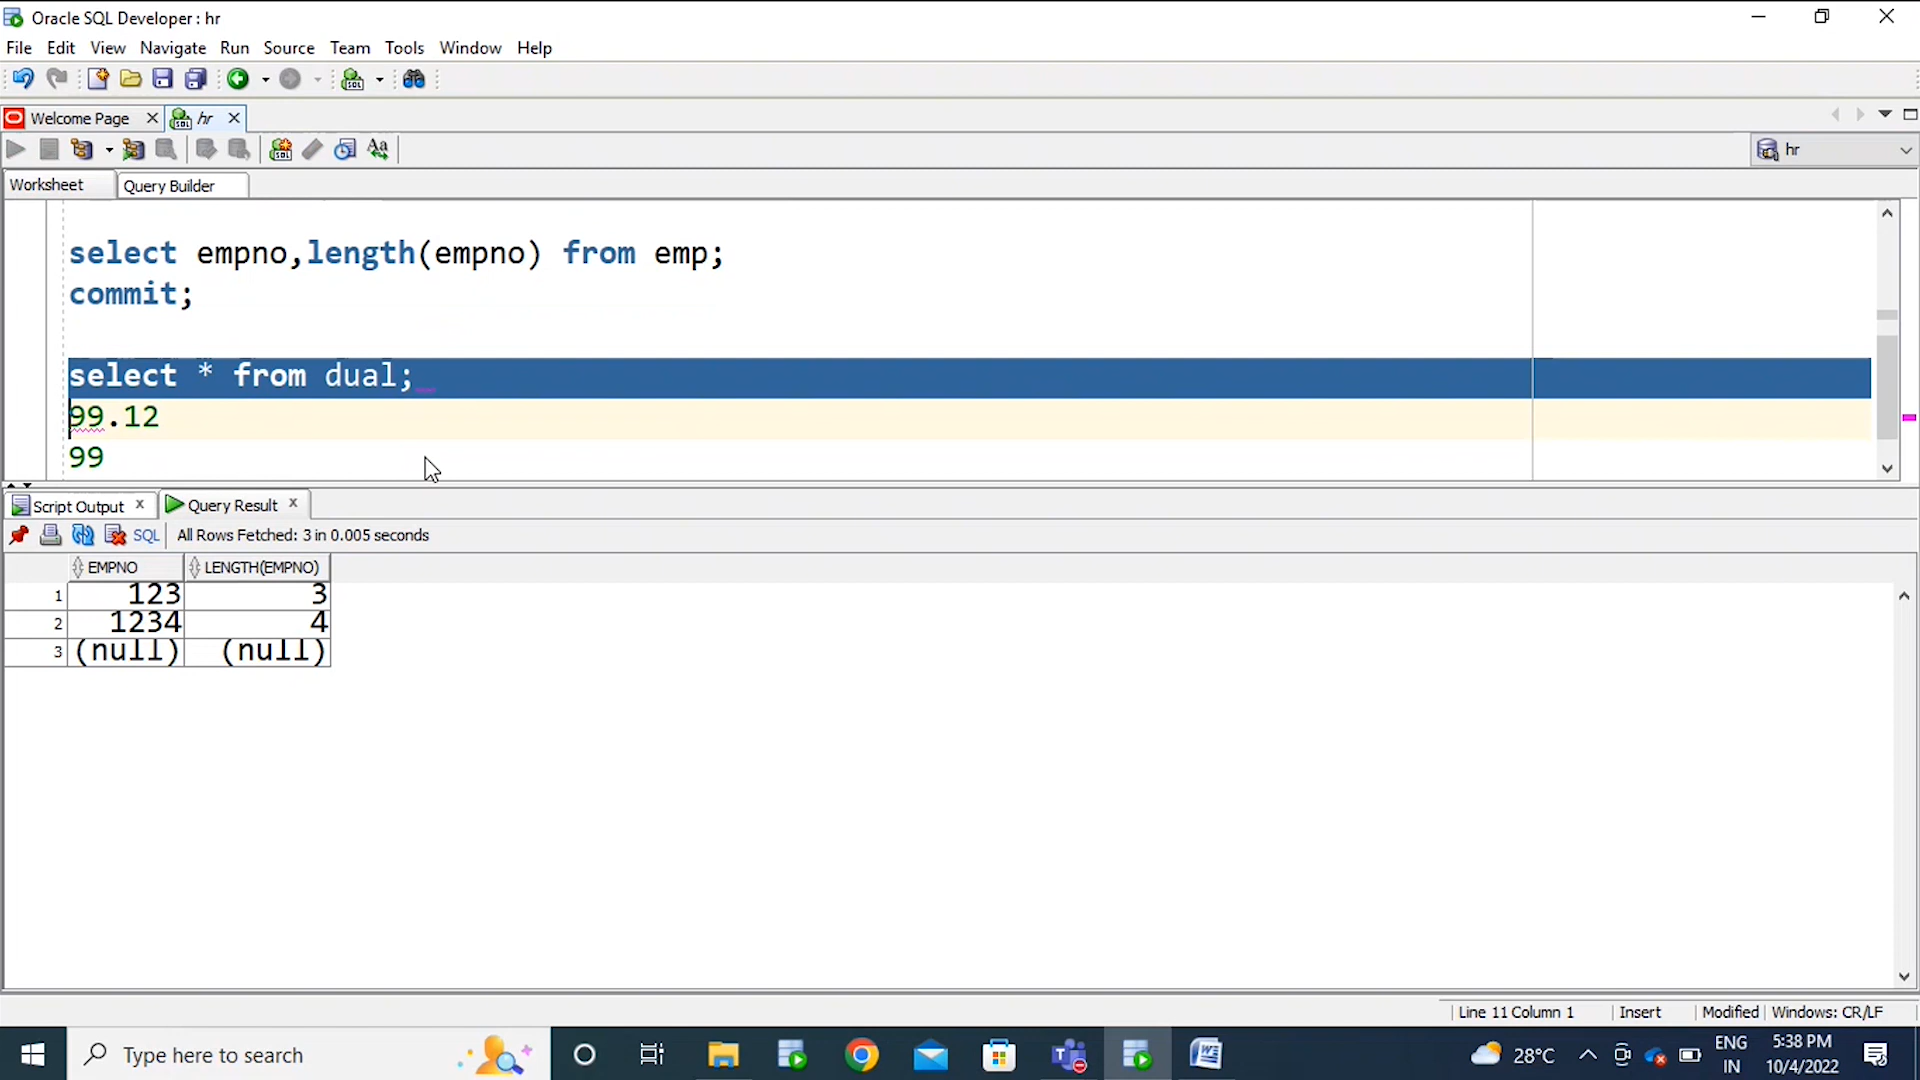 Oracle SQL Developer : hr
File Edit View Navigate Run Source Team Tools Window Help
Welcome Page hr
hr
Worksheet Query Builder
select empno,length(empno) from emp;
commit;
select * from dual;
99.12
99
Script Output Query Result
SQL All Rows Fetched: 3 in 0.005 seconds
EMPNO LENGTH(EMPNO)
1 123 3
2 1234 4
3 (null) (null)
Line 11 Column 1 Insert Modified Windows: CR/LF
Type here to search
28°C
ENG
IN
5:38 PM
10/4/2022